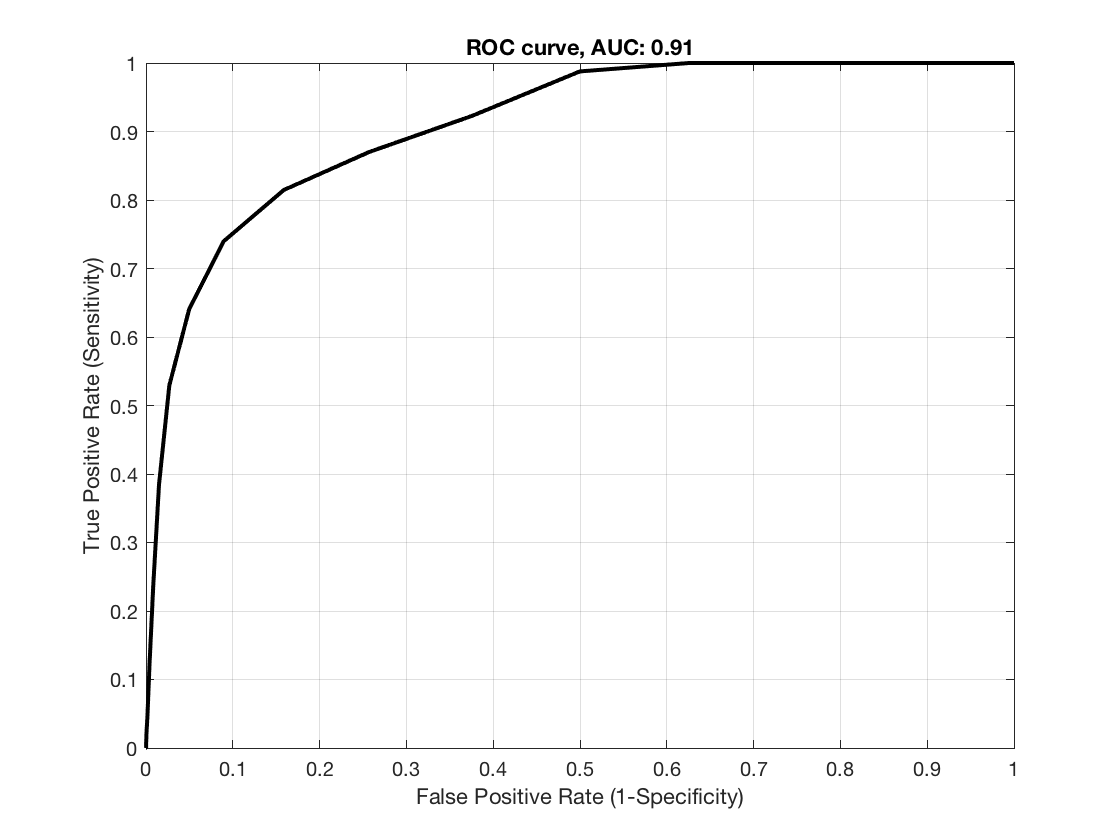 ROC curve, AUC: 0.91
1
0.9
0.8
0.7
0.6
0.5
0.4
0.3
0.2
0.1
0
True Positive Rate (Sensitivity)
0 0.1 0.2 0.3 0.4 0.5 0.6 0.7 0.8 0.9 1
False Positive Rate (1-Specificity)